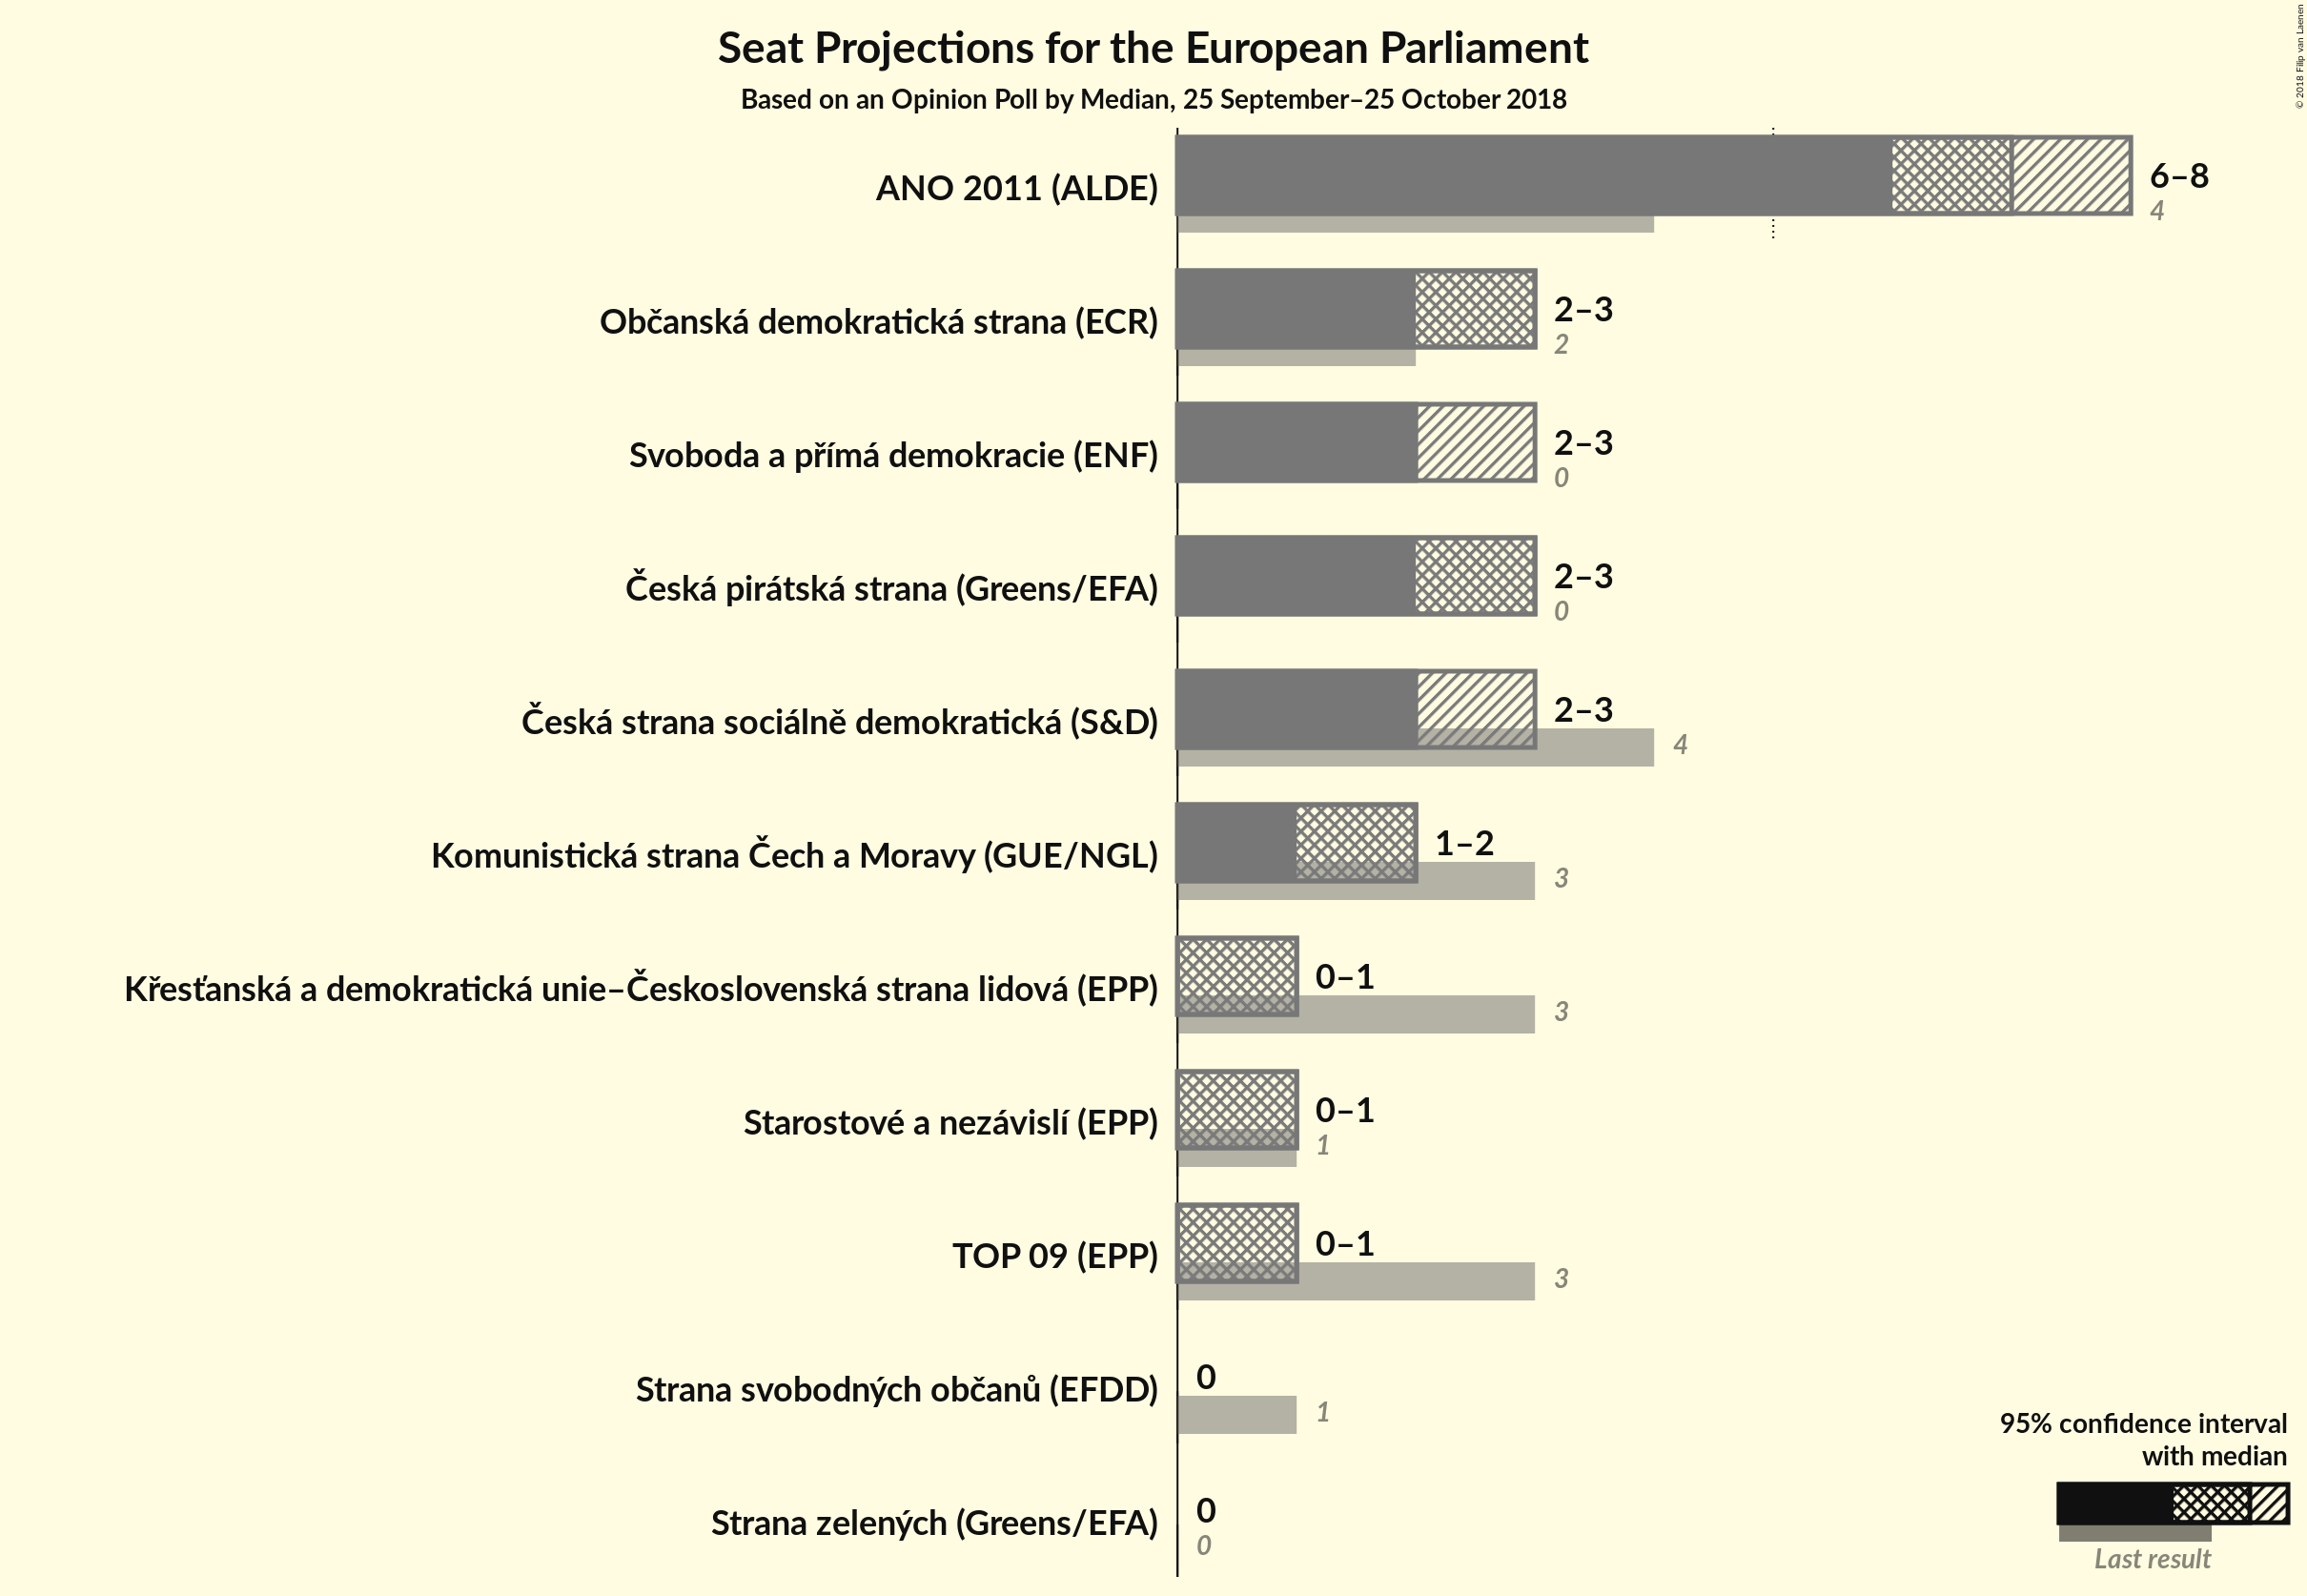 Seat Projections for the European Parliament
Based on an Opinion Poll by Median, 25 September–25 October 2018
© 2018 Filip van Laenen
ANO 2011 (ALDE)
6–8
4
Občanská demokratická strana (ECR)
2–3
2
Svoboda a přímá demokracie (ENF)
2–3
0
Česká pirátská strana (Greens/EFA)
2–3
0
Česká strana sociálně demokratická (S&D)
2–3
4
Komunistická strana Čech a Moravy (GUE/NGL)
1–2
3
Křesťanská a demokratická unie–Československá strana lidová (EPP)
0–1
3
Starostové a nezávislí (EPP)
0–1
1
TOP 09 (EPP)
0–1
3
Strana svobodných občanů (EFDD)
0
1
Strana zelených (Greens/EFA)
0
0
95% confidence interval
with median
Last result